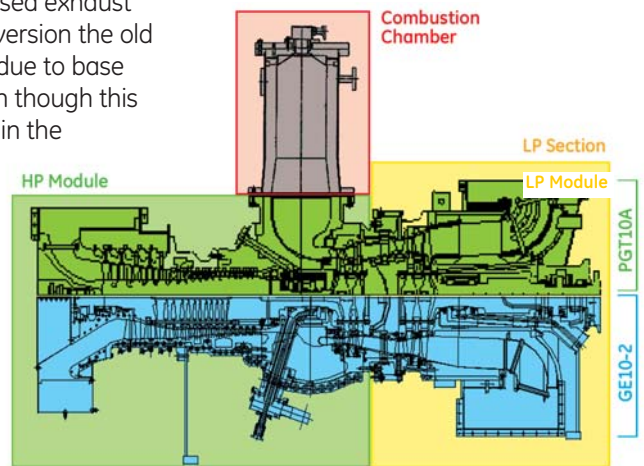 sed exhaust
version the old
due to base
n though this
in the
Combustion
Chamber
LP Section
HP Module
LP Module
PGT10A
GE10-2